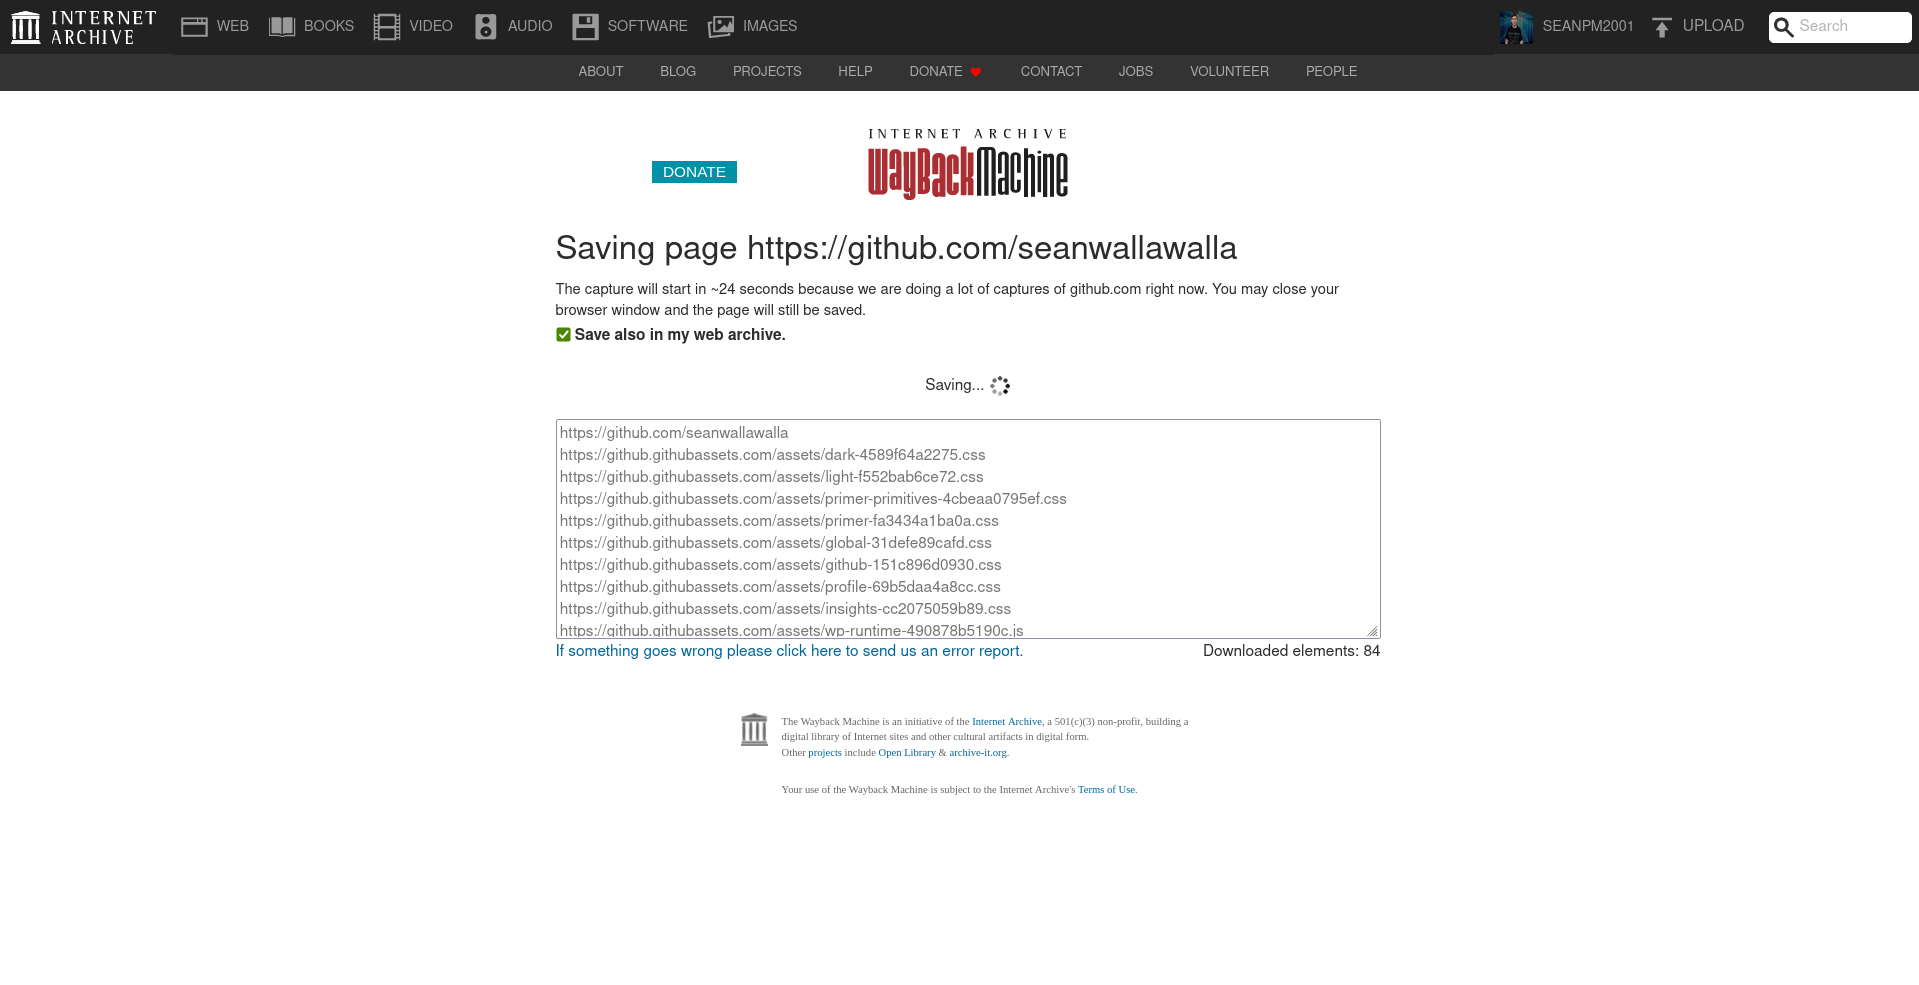 INTERNET ARCHIVE
WEB BOOKS VIDEO AUDIO SOFTWARE IMAGES SEANPM2001 UPLOAD Search
ABOUT BLOG PROJECTS HELP DONATE CONTACT JOBS VOLUNTEER PEOPLE
INTERNET ARCHIVE
WayBackMachine
DONATE
Saving page https://github.com/seanwallawalla
The capture will start in ~24 seconds because we are doing a lot of captures of github.com right now. You may close your
browser window and the page will still be saved.
Save also in my web archive.
Saving...
https://github.com/seanwallawalla
https://github.githubassets.com/assets/dark-4589f64a2275.css
https://github.githubassets.com/assets/light-f552bab6ce72.css
https://github.githubassets.com/assets/primer-primitives-4cbeaa0795ef.css
https://github.githubassets.com/assets/primer-fa3434a1ba0a.css
https://github.githubassets.com/assets/global-31defe89cafd.css
https://github.githubassets.com/assets/github-151c896d0930.css
https://github.githubassets.com/assets/profile-69b5daa4a8cc.css
https://github.githubassets.com/assets/insights-cc2075059b89.css
https://github.githubassets.com/assets/wp-runtime-490878b5190c.js
If something goes wrong please click here to send us an error report. Downloaded elements: 84
The Wayback Machine is an initiative of the Internet Archive, a 501(c)(3) non-profit, building a
digital library of Internet sites and other cultural artifacts in digital form.
Other projects include Open Library & archive-it.org.
Your use of the Wayback Machine is subject to the Internet Archive's Terms of Use.